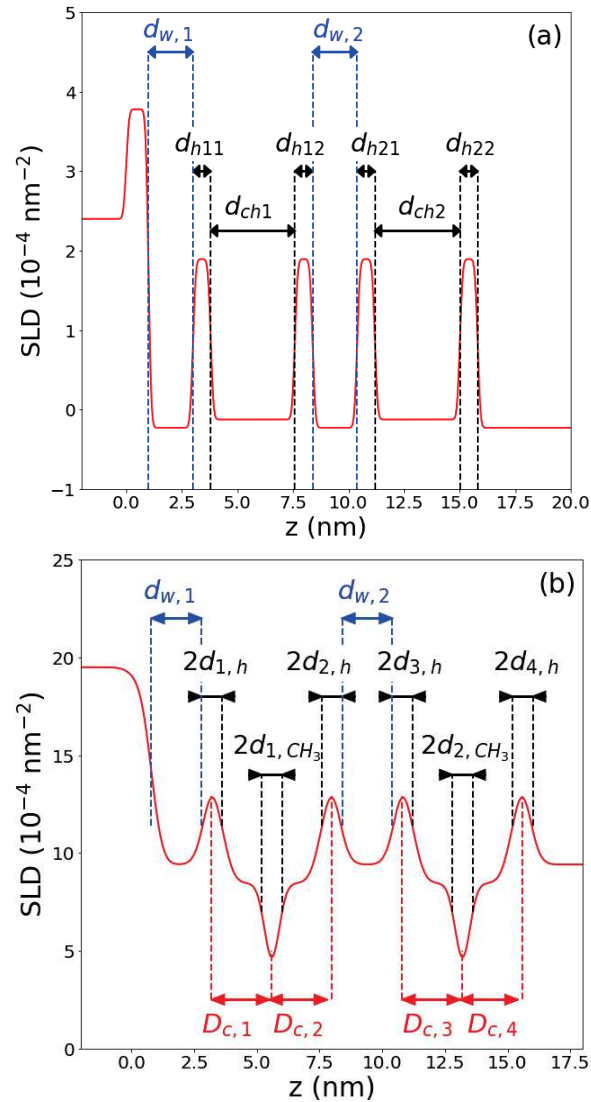 (a)
d_{w,1} d_{w,2}
d_{h11} d_{h12} d_{h21} d_{h22}
d_{ch1} d_{ch2}
SLD (10^{-4} nm^{-2})
5
4
3
2
1
0
−1
0.0 2.5 5.0 7.5 10.0 12.5 15.0 17.5 20.0
z (nm)
(b)
d_{w,1} d_{w,2}
2d_{1,h} 2d_{2,h} 2d_{3,h} 2d_{4,h}
2d_{1,CH_3} 2d_{2,CH_3}
D_{c,1} D_{c,2} D_{c,3} D_{c,4}
SLD (10^{-4} nm^{-2})
25
20
15
10
5
0
0.0 2.5 5.0 7.5 10.0 12.5 15.0 17.5
z (nm)